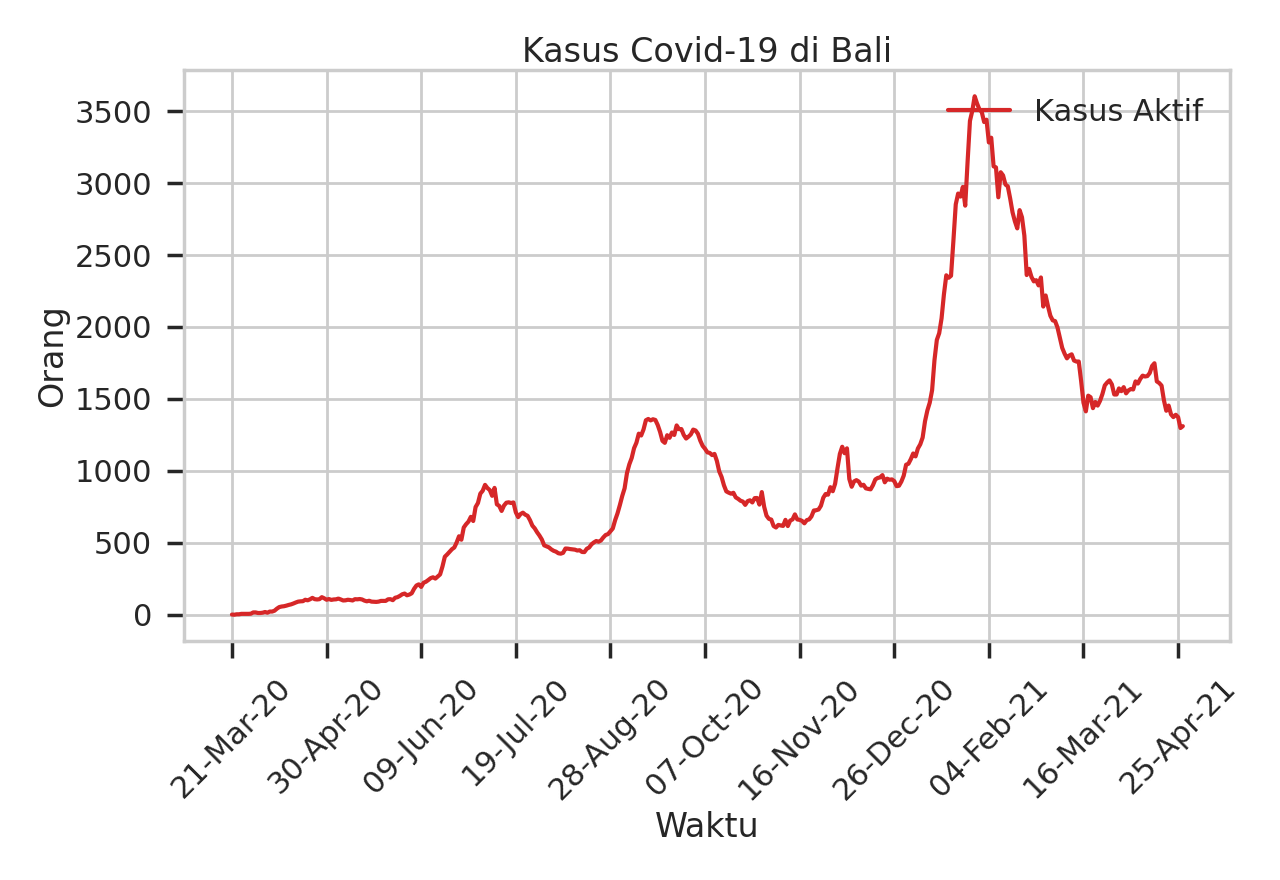 Kasus Covid-19 di Bali
Kasus Aktif
Orang
3500
3000
2500
2000
1500
1000
500
0
21-Mar-20
30-Apr-20
09-Jun-20
19-Jul-20
28-Aug-20
07-Oct-20
16-Nov-20
26-Dec-20
04-Feb-21
16-Mar-21
25-Apr-21
Waktu